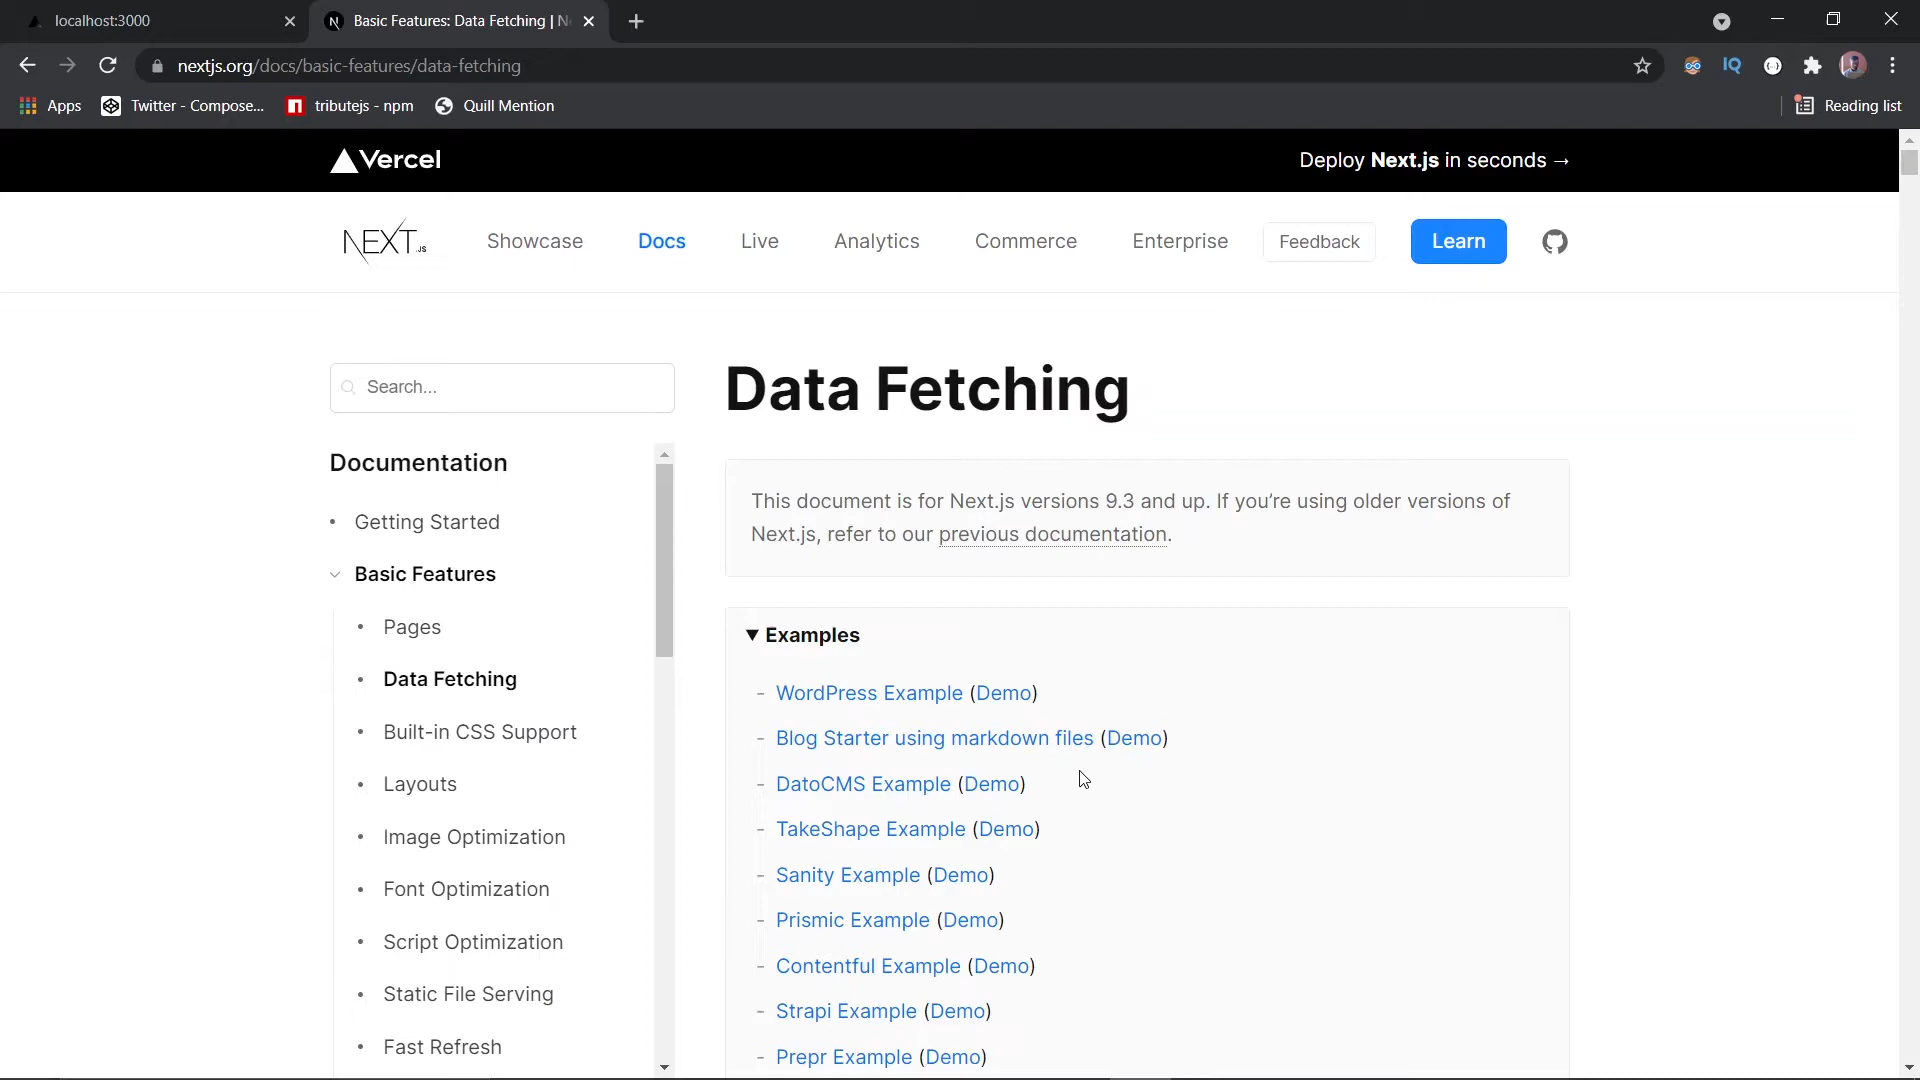 localhost:3000
Basic Features: Data Fetching | N
nextjs.org/docs/basic-features/data-fetching
IQ
Apps
Twitter - Compose...
tributejs - npm
Quill Mention
Reading list
Vercel
Deploy Next.js in seconds →
NEXT.JS
Showcase
Docs
Live
Analytics
Commerce
Enterprise
Feedback
Learn
Search...
Documentation
• Getting Started
Basic Features
• Pages
• Data Fetching
• Built-in CSS Support
• Layouts
• Image Optimization
• Font Optimization
• Script Optimization
• Static File Serving
• Fast Refresh
Data Fetching
This document is for Next.js versions 9.3 and up. If you’re using older versions of
Next.js, refer to our previous documentation.
▼ Examples
- WordPress Example (Demo)
- Blog Starter using markdown files (Demo)
- DatoCMS Example (Demo)
- TakeShape Example (Demo)
- Sanity Example (Demo)
- Prismic Example (Demo)
- Contentful Example (Demo)
- Strapi Example (Demo)
- Prepr Example (Demo)